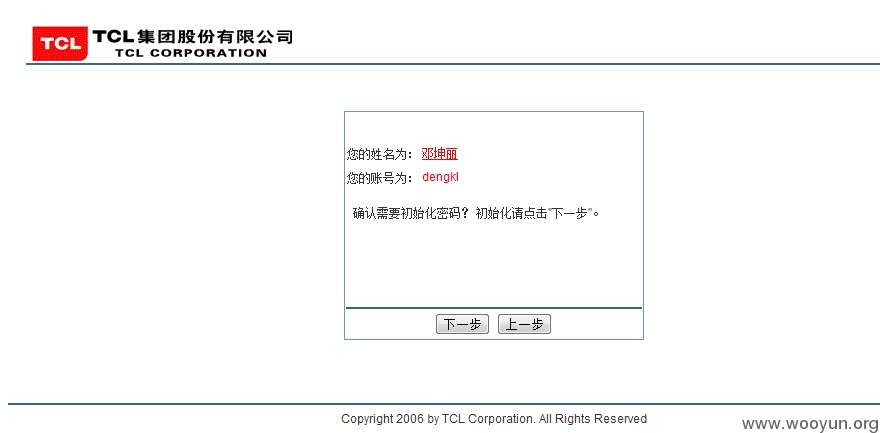 TCL TCL集团股份有限公司
TCL CORPORATION
您的姓名为： 邓坤丽
您的账号为： dengkl
确认需要初始化密码？初始化请点击"下一步"。
下一步 上一步
Copyright 2006 by TCL Corporation. All Rights Reserved
www.wooyun.org